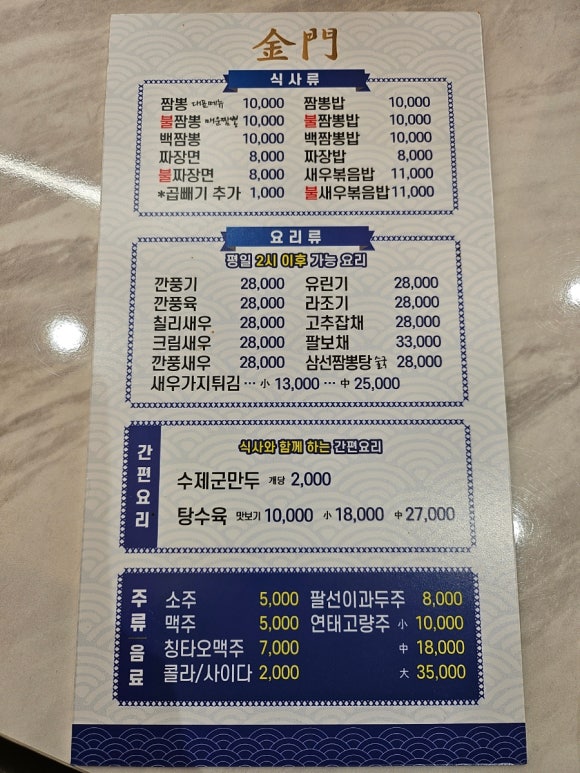 金門
식사류
짬뽕 대표메뉴 10,000 짬뽕밥 10,000
불짬뽕 매운짬뽕 10,000 불짬뽕밥 10,000
백짬뽕 10,000 백짬뽕밥 10,000
짜장면 8,000 짜장밥 8,000
불짜장면 8,000 새우볶음밥 11,000
*곱빼기 추가 1,000 불새우볶음밥 11,000
요리류
평일 2시 이후 가능 요리
깐풍기 28,000 유린기 28,000
깐풍육 28,000 라조기 28,000
칠리새우 28,000 고추잡채 28,000
크림새우 28,000 팔보채 33,000
깐풍새우 28,000 삼선짬뽕탕 28,000
새우가지튀김 ··· 小 13,000 ··· 中 25,000
간편요리
식사와 함께 하는 간편요리
수제군만두 개당 2,000
탕수육 맛보기 10,000 小 18,000 中 27,000
주류 음료
소주 5,000 팔선이과두주 8,000
맥주 5,000 연태고량주 小 10,000
칭타오맥주 7,000 中 18,000
콜라/사이다 2,000 大 35,000